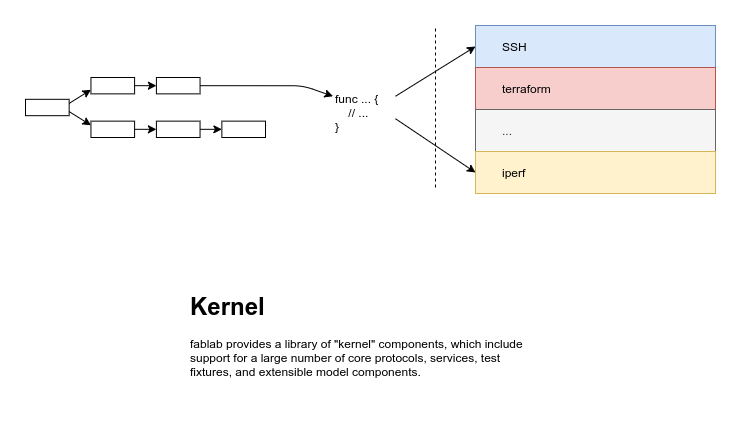 func ... {
// ...
}
SSH
terraform
...
iperf
Kernel
fablab provides a library of "kernel" components, which include
support for a large number of core protocols, services, test
fixtures, and extensible model components.